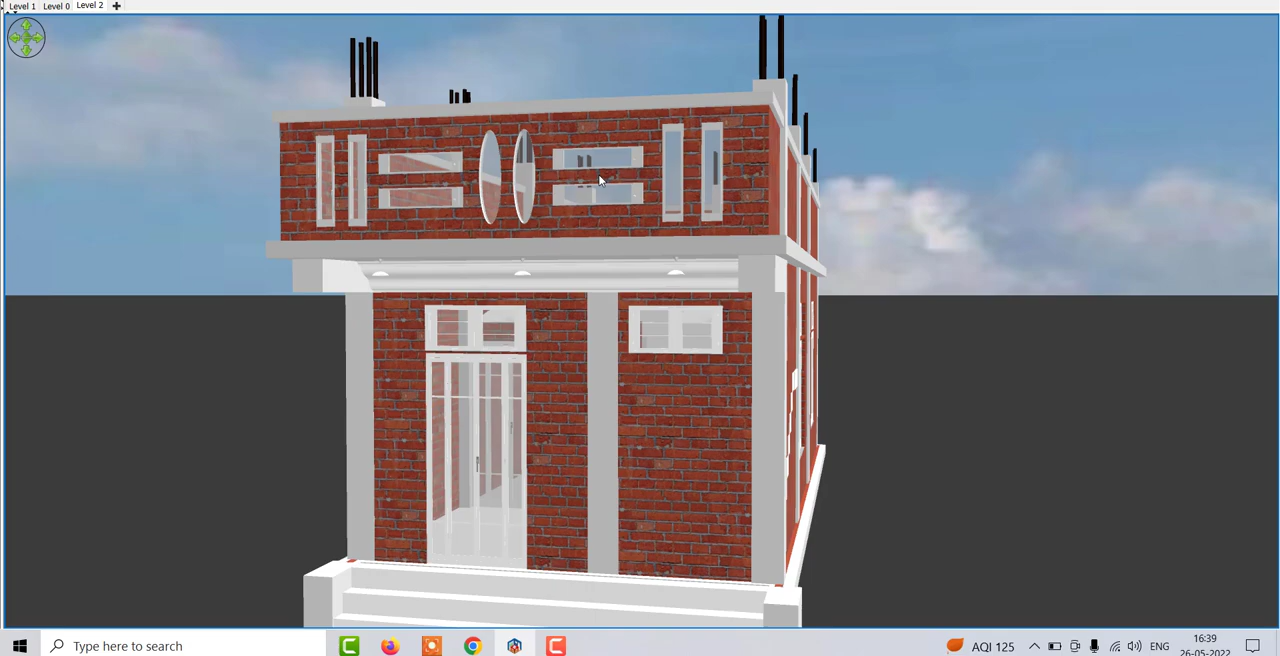 Level 1 Level 0 Level 2
Type here to search
AQI 125
ENG
16:39
26-05-2022